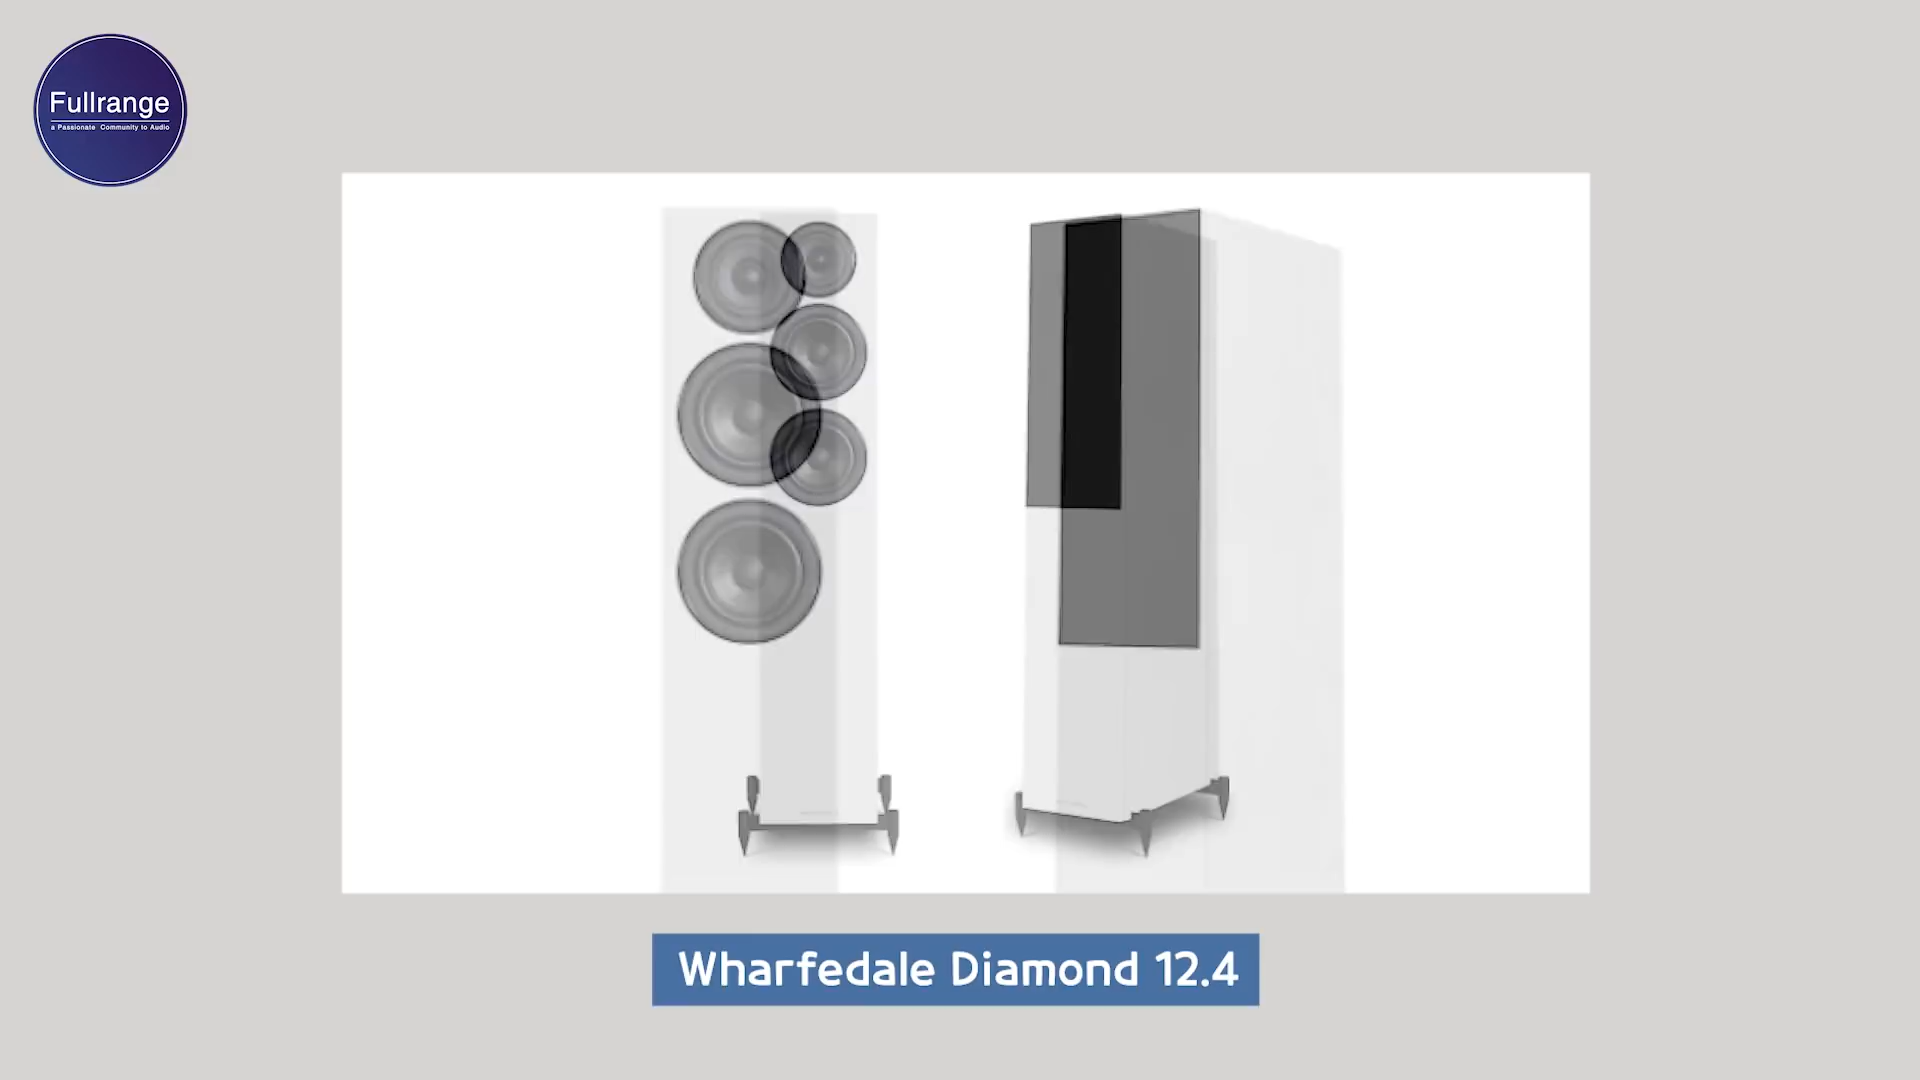 Fullrange
a Passionate Community to Audio
Wharfedale Diamond 12.4